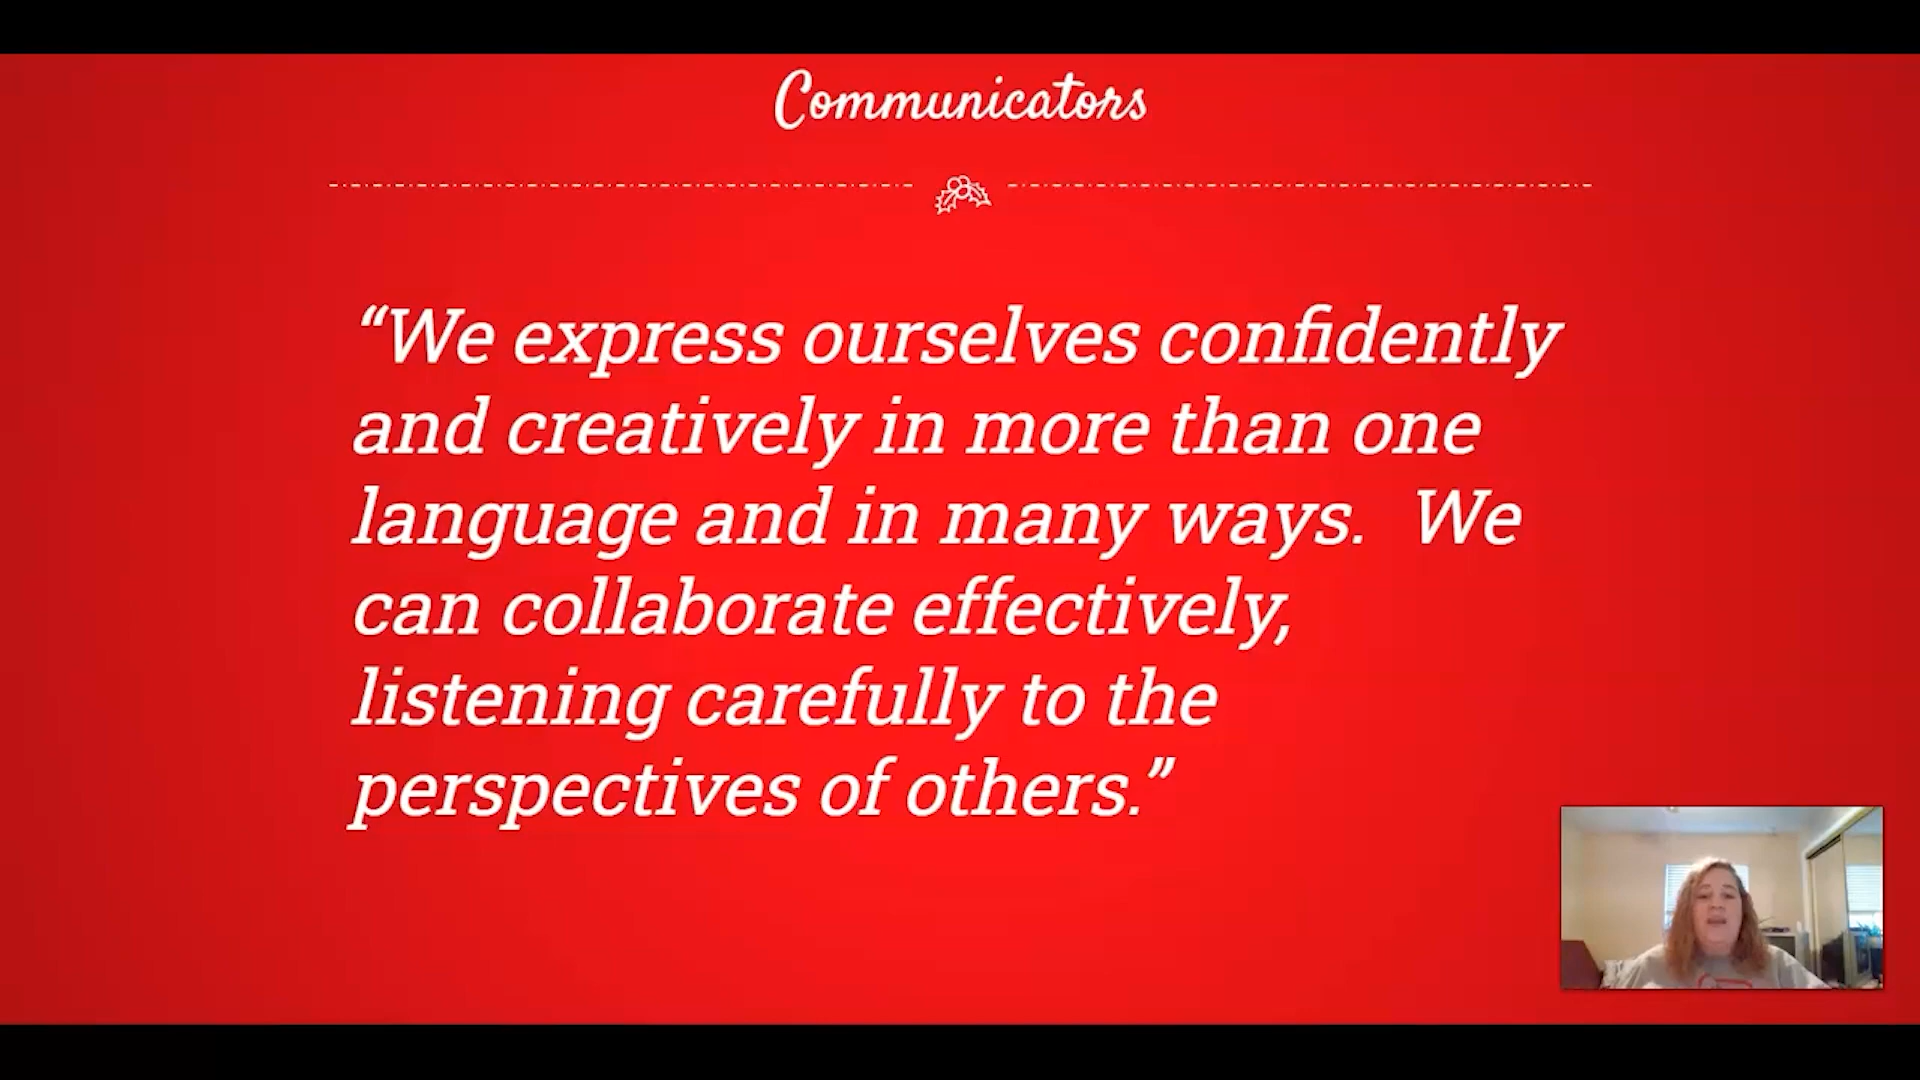 Communicators
“We express ourselves confidently
and creatively in more than one
language and in many ways.  We
can collaborate effectively,
listening carefully to the
perspectives of others.”